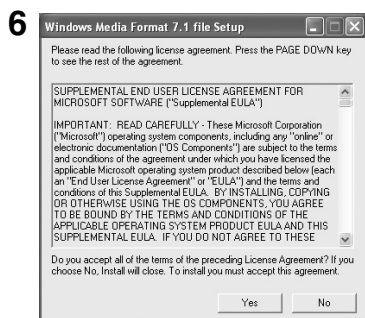 6
Windows Media Format 7.1 file Setup
Please read the following license agreement. Press the PAGE DOWN key
to see the rest of the agreement.
SUPPLEMENTAL END USER LICENSE AGREEMENT FOR
MICROSOFT SOFTWARE ("Supplemental EULA")
IMPORTANT: READ CAREFULLY - These Microsoft Corporation
("Microsoft") operating system components, including any "online" or
electronic documentation ("OS Components") are subject to the terms
and conditions of the agreement under which you have licensed the
applicable Microsoft operating system product described below (each
an "End User License Agreement" or "EULA") and the terms and
conditions of this Supplemental EULA. BY INSTALLING, COPYING
OR OTHERWISE USING THE OS COMPONENTS, YOU AGREE
TO BE BOUND BY THE TERMS AND CONDITIONS OF THE
APPLICABLE OPERATING SYSTEM PRODUCT EULA AND THIS
SUPPLEMENTAL EULA. IF YOU DO NOT AGREE TO THESE
Do you accept all of the terms of the preceding License Agreement? If you
choose No, Install will close. To install you must accept this agreement.
Yes No